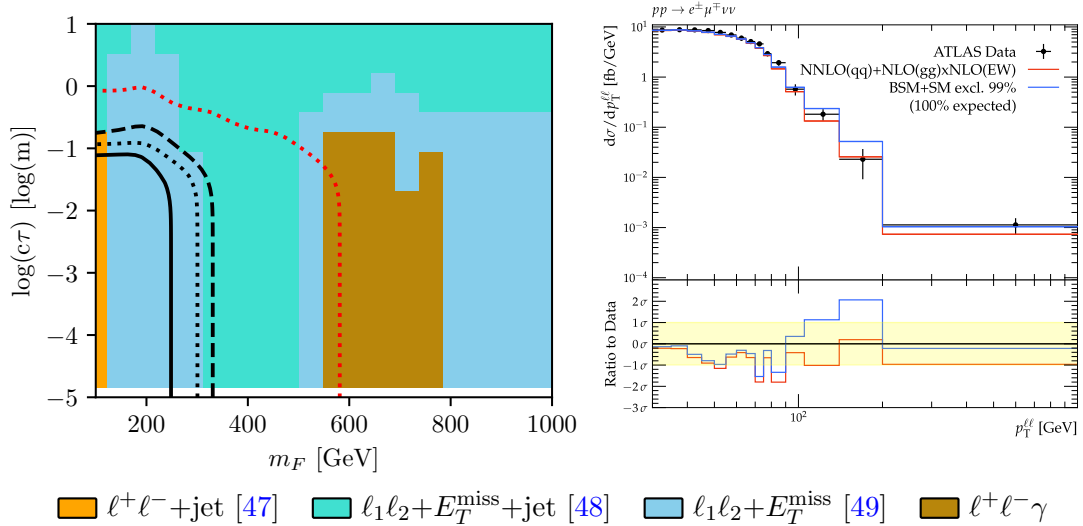 1
0
−1
−2
−3
−4
−5
log(cτ) [log(m)]
200
400
600
800
1000
m_F [GeV]
pp → e±μ∓νν
dσ/dp_T^ℓℓ [fb/GeV]
10^1
1
10^−1
10^−2
10^−3
10^−4
ATLAS Data
NNLO(qq)+NLO(gg)xNLO(EW)
BSM+SM excl. 99%
(100% expected)
Ratio to Data
2 σ
1 σ
0 σ
−1 σ
−2 σ
−3 σ
10^2
p_T^ℓℓ [GeV]
ℓ+ℓ−+jet [47]
ℓ1ℓ2+E_T^miss+jet [48]
ℓ1ℓ2+E_T^miss [49]
ℓ+ℓ−γ